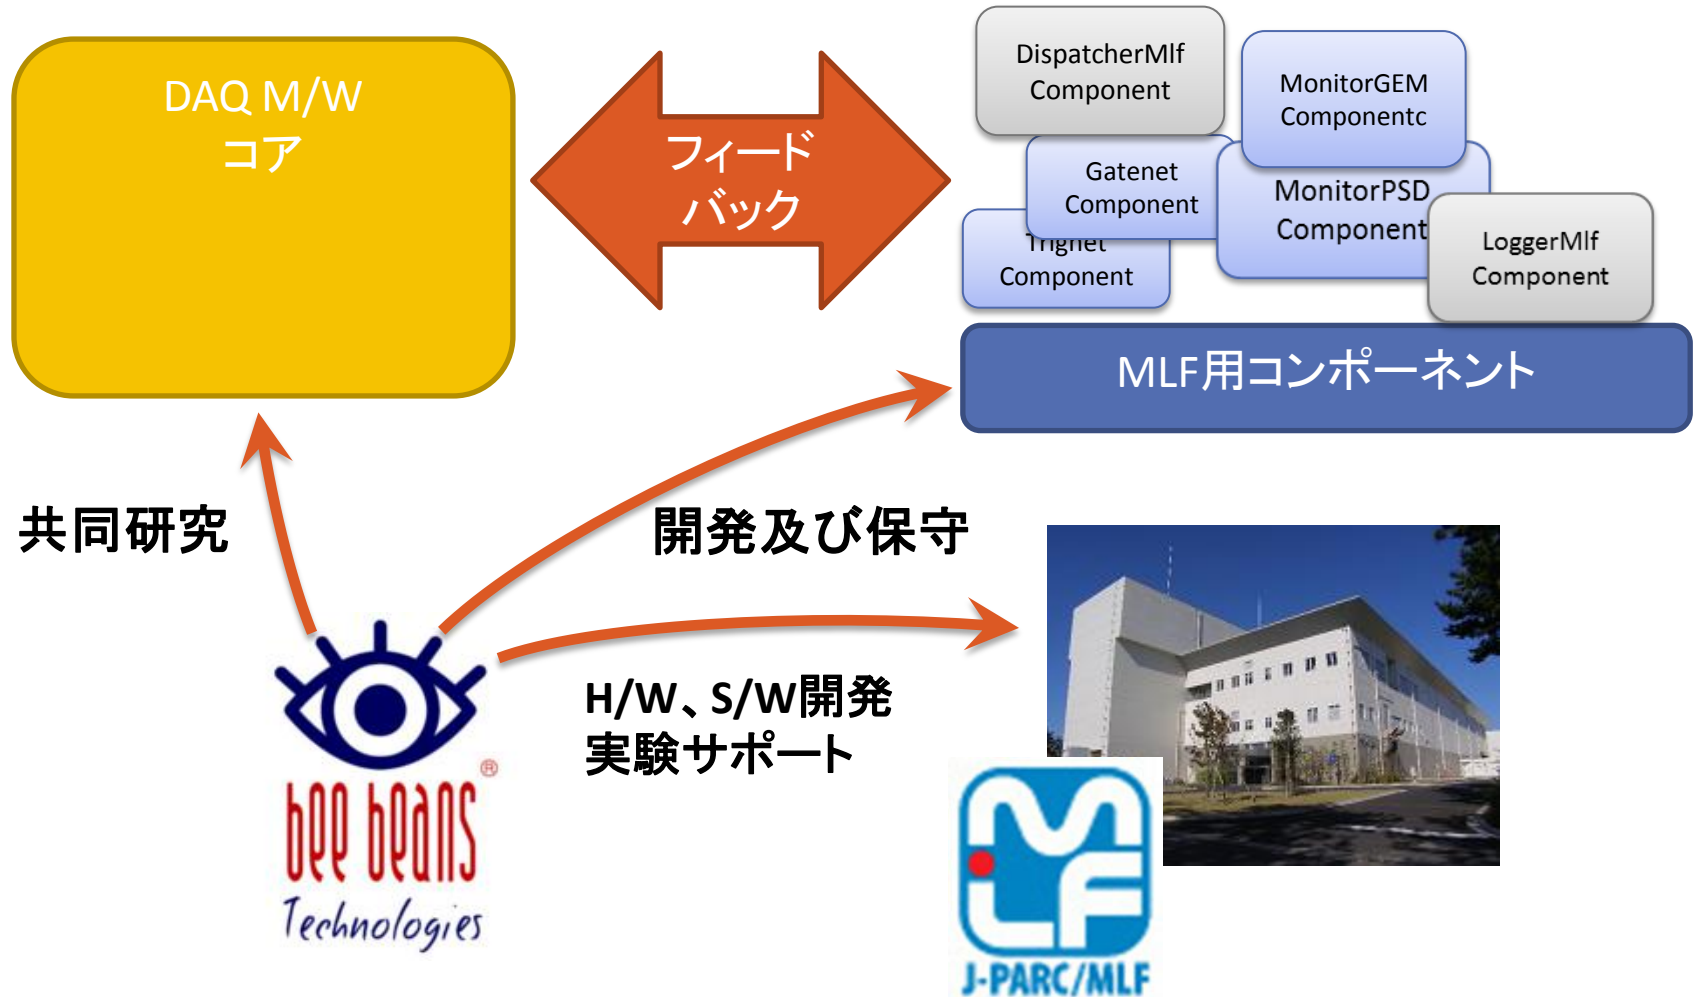 DAQ M/W
コア
フィード
バック
DispatcherMlf
Component
MonitorGEM
Componentc
Gatenet
Component
MonitorPSD
Component
Trignet
Component
LoggerMlf
Component
MLF用コンポーネント
共同研究
開発及び保守
H/W、S/W開発
実験サポート
bee beans
®
Technologies
MLF
J-PARC/MLF